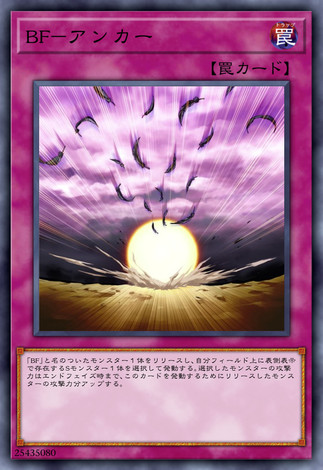 BF－アンカー
トラップ
罠
【罠カード】
「BF」と名のついたモンスター１体をリリースし、自分フィールド上に表側表示
で存在するSモンスター１体を選択して発動する。選択したモンスターの攻撃
力はエンドフェイズ時まで、このカードを発動するためにリリースしたモンス
ターの攻撃力分アップする。
25435080